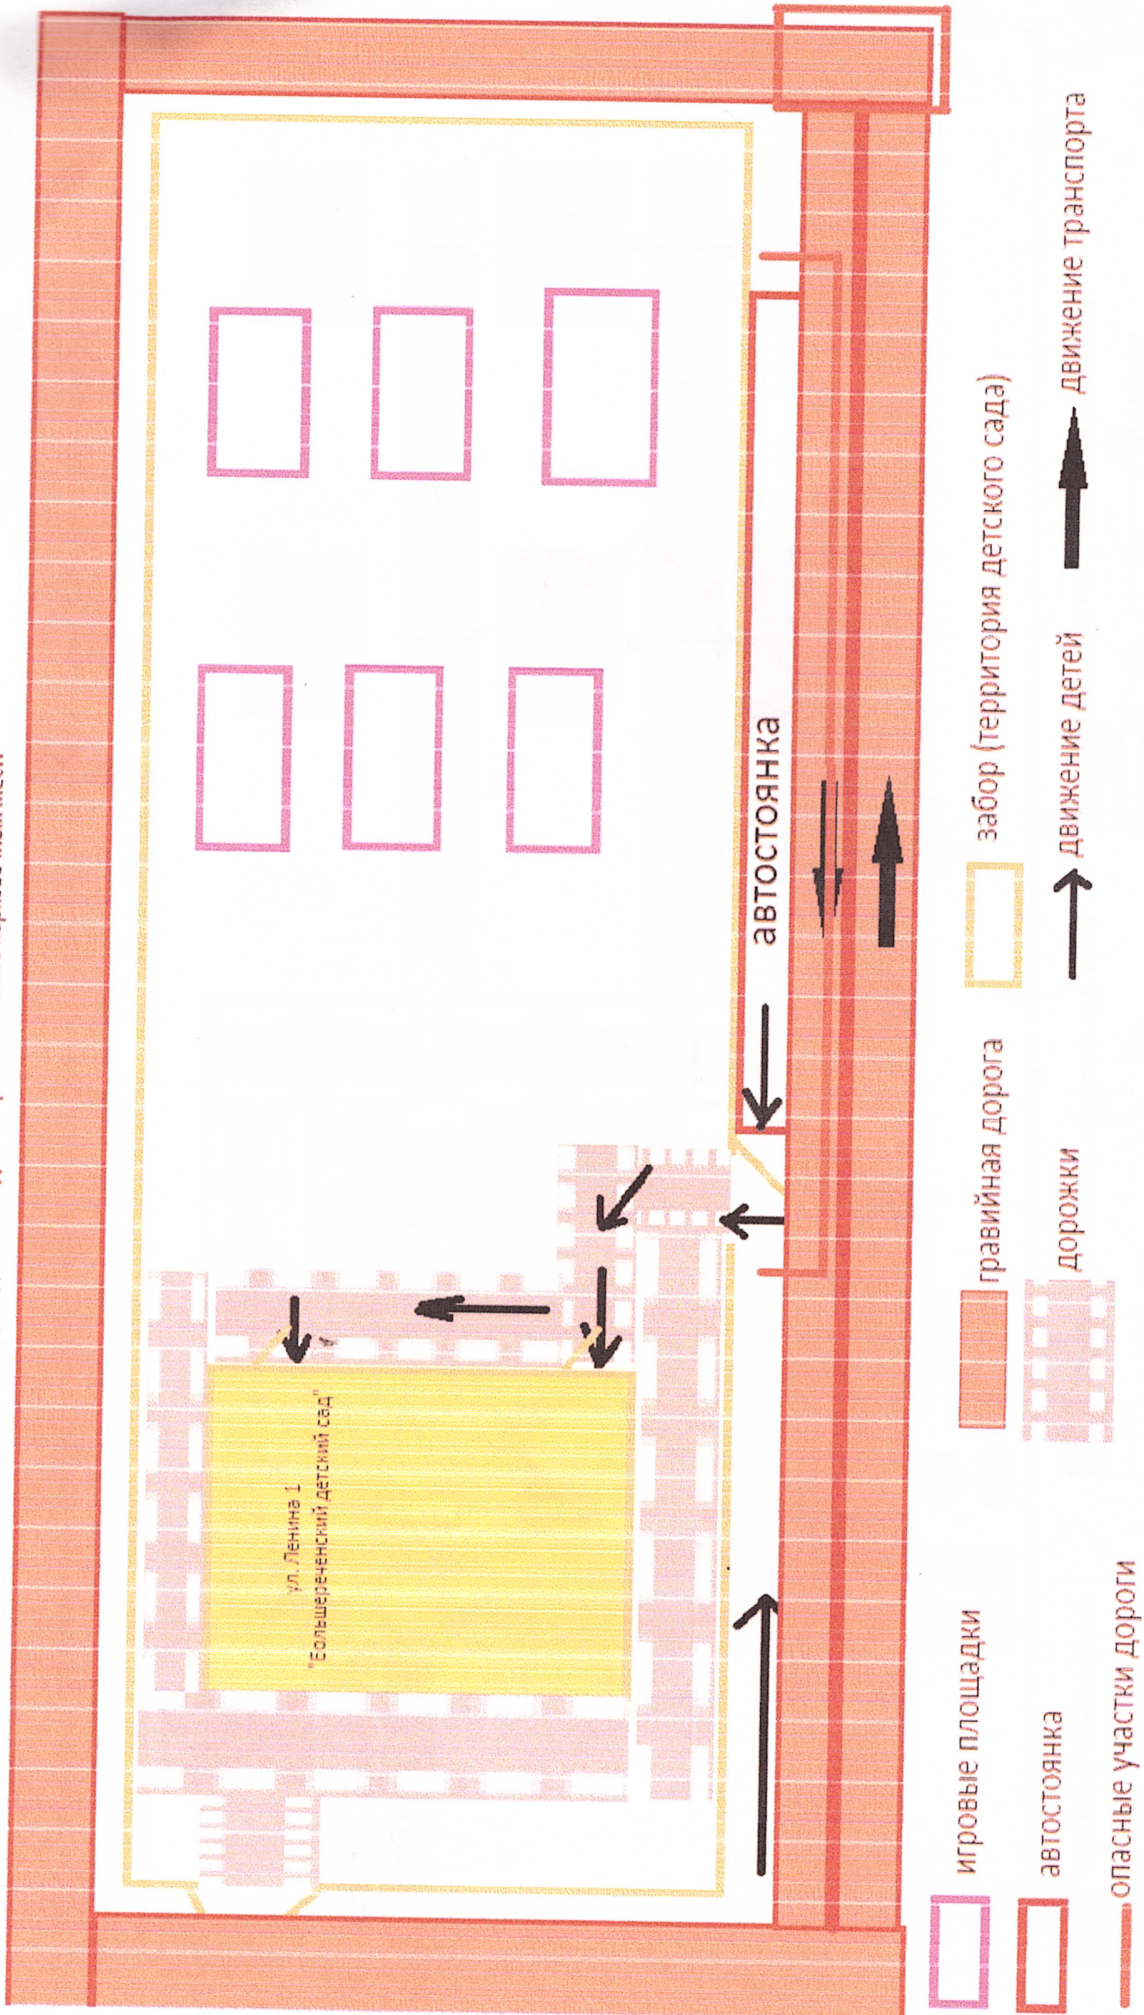 ул. Ленина 1
"Большереченский детский сад"
автостоянка
игровые площадки
гравийная дорога
забор (территория детского сада)
автостоянка
дорожки
движение детей
движение транспорта
опасные участки дороги